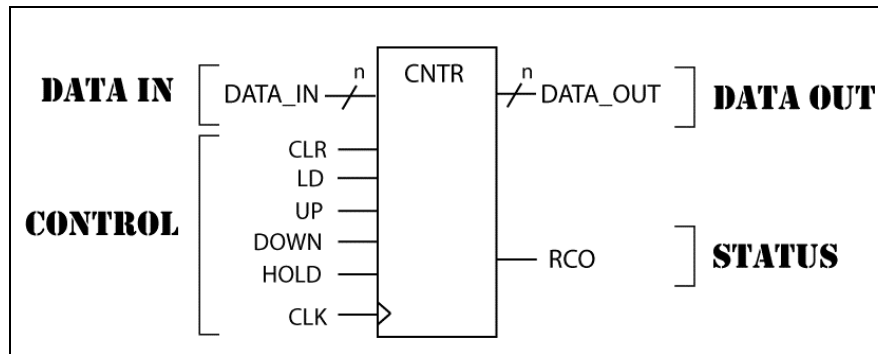 DATA IN
DATA_IN
n
CNTR
n
DATA_OUT
DATA OUT
CONTROL
CLR
LD
UP
DOWN
HOLD
CLK
RCO
STATUS